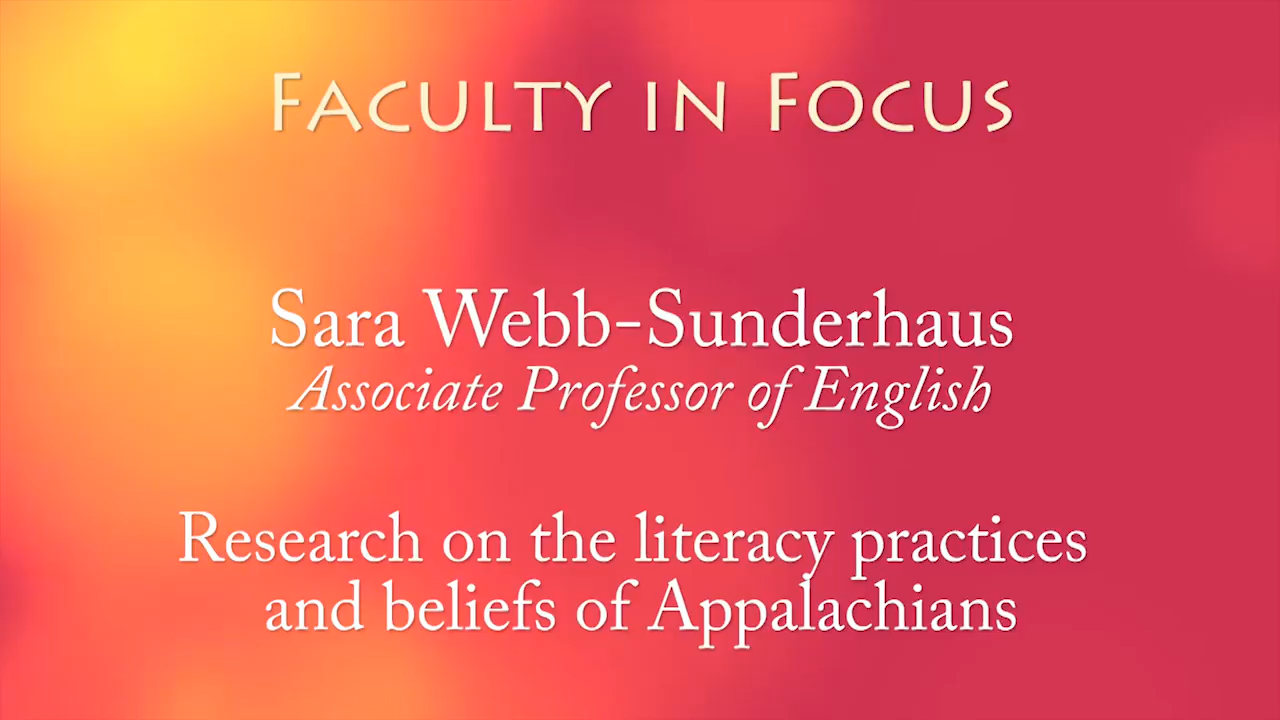 Faculty in Focus
Sara Webb-Sunderhaus
Associate Professor of English
Research on the literacy practices
and beliefs of Appalachians